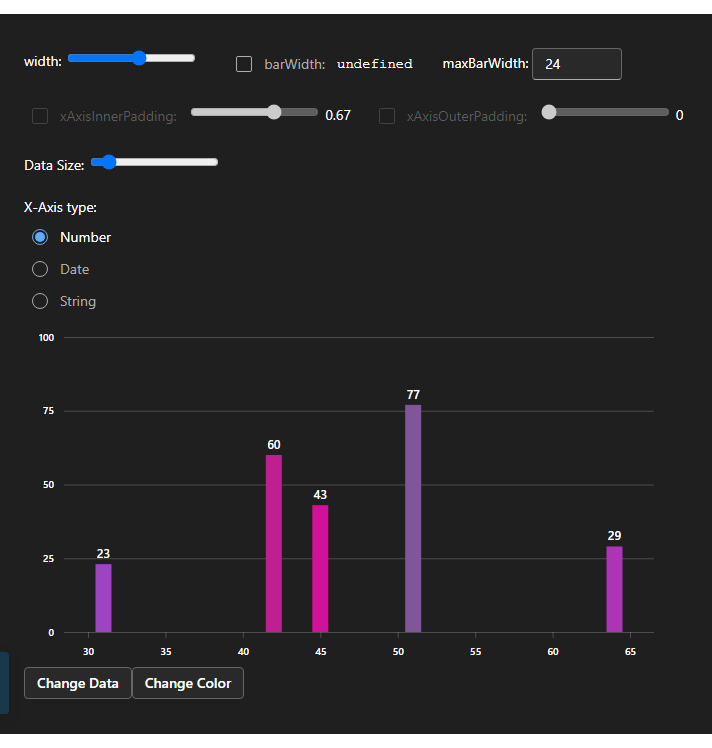 width: barWidth: undefined maxBarWidth: 24
xAxisInnerPadding: 0.67 xAxisOuterPadding: 0
Data Size:
X-Axis type:
Number
Date
String
100
77
75
60
50
43
29
23
25
0
30 35 40 45 50 55 60 65
Change Data Change Color